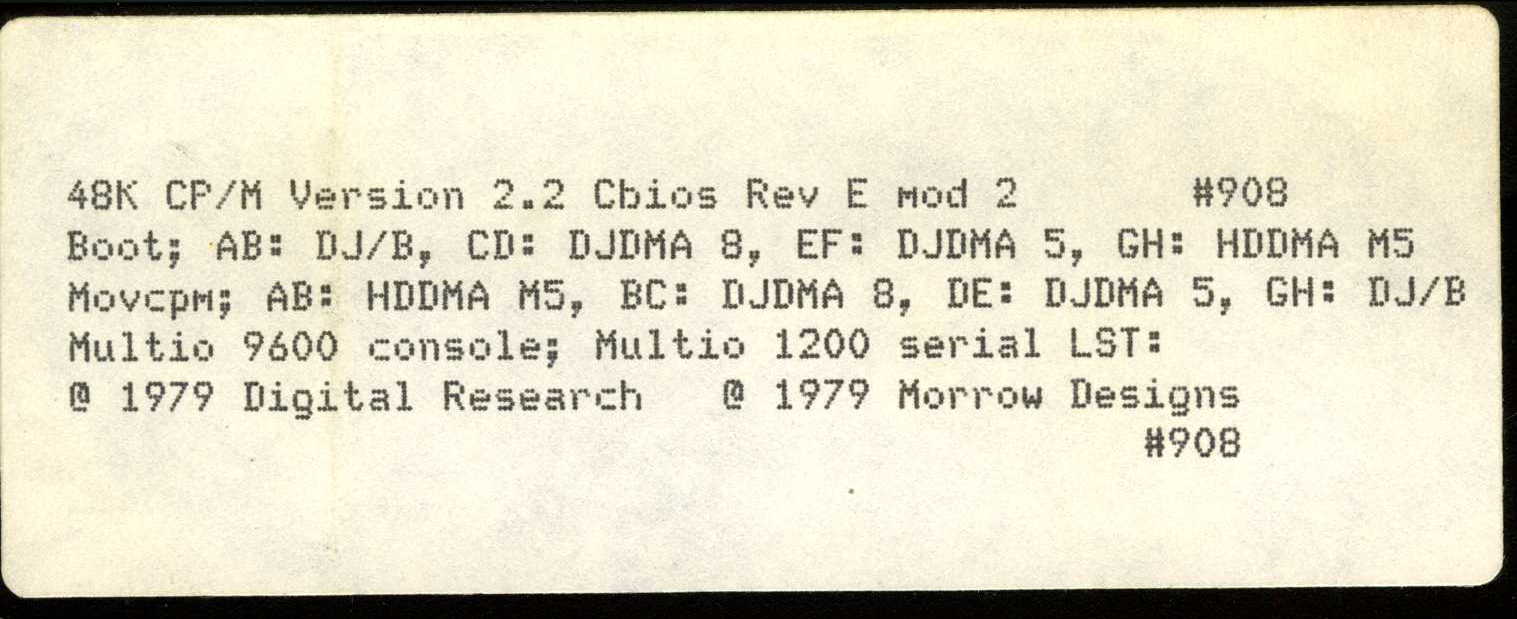 48K CP/M Version 2.2 Cbios Rev E mod 2 #908
Boot; AB: DJ/B, CD: DJDMA 8, EF: DJDMA 5, GH: HDDMA M5
Movcpm; AB: HDDMA M5, BC: DJDMA 8, DE: DJDMA 5, GH: DJ/B
Multio 9600 console; Multio 1200 serial LST:
@ 1979 Digital Research @ 1979 Morrow Designs
#908